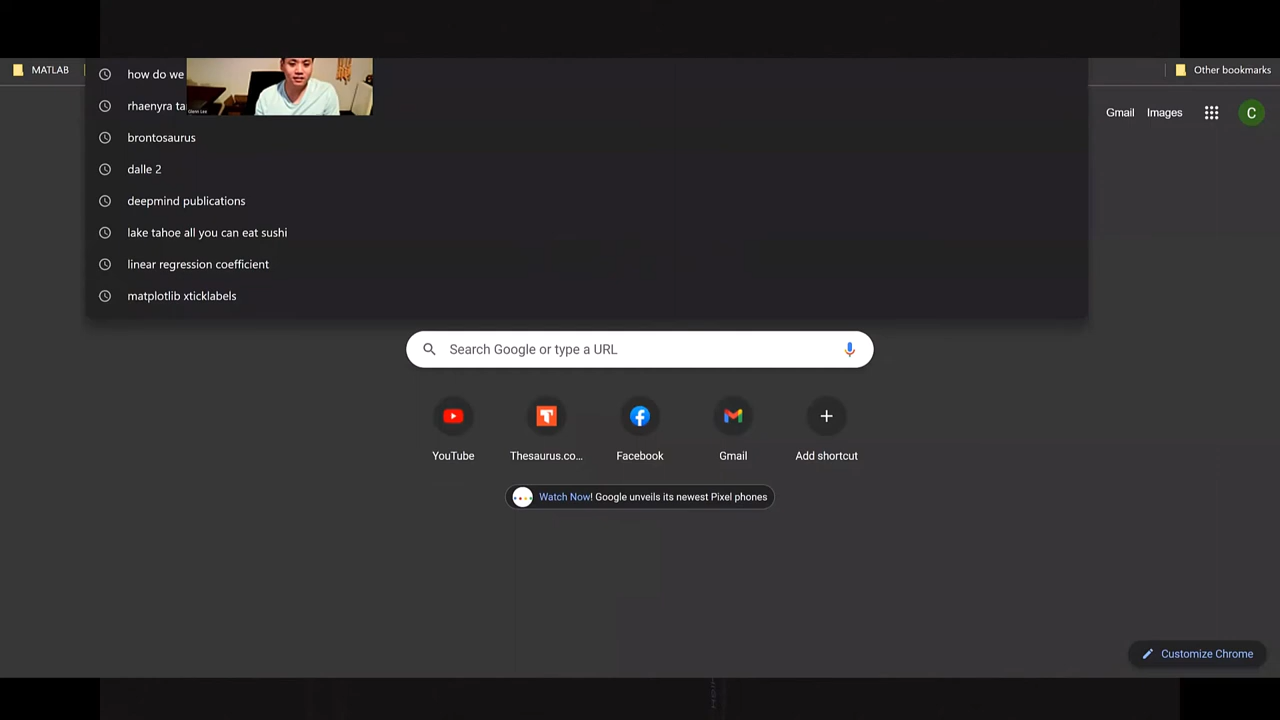 MATLAB
Other bookmarks
how do we
rhaenyra ta
Glenn Lee
Gmail
Images
C
brontosaurus
dalle 2
deepmind publications
lake tahoe all you can eat sushi
linear regression coefficient
matplotlib xticklabels
Search Google or type a URL
YouTube
Thesaurus.co...
Facebook
Gmail
Add shortcut
Watch Now! Google unveils its newest Pixel phones
Customize Chrome